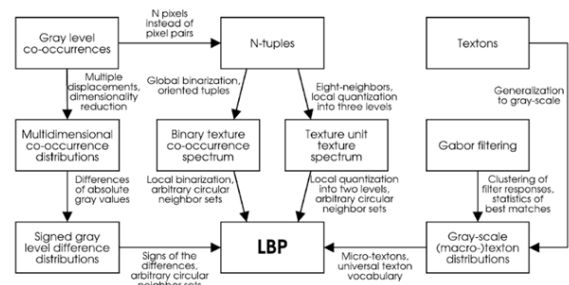 N pixels
instead of
pixel pairs
Gray level
co-occurrences
N-tuples
Textons
Multiple
displacements,
dimensionality
reduction
Global binarization,
oriented tuples
Eight-neighbors,
local quantization
into three levels
Generalization
to gray-scale
Multidimensional
co-occurrence
distributions
Binary texture
co-occurrence
spectrum
Texture unit
texture
spectrum
Gabor filtering
Differences
of absolute
gray values
Local binarization,
arbitrary circular
neighbor sets
Local quantization
into two levels,
arbitrary circular
neighbor sets
Clustering of
filter responses,
statistics of
best matches
Signed gray
level difference
distributions
LBP
Gray-scale
(macro-)texton
distributions
Signs of the
differences,
arbitrary circular
neighbor sets
Micro-textons,
universal texton
vocabulary